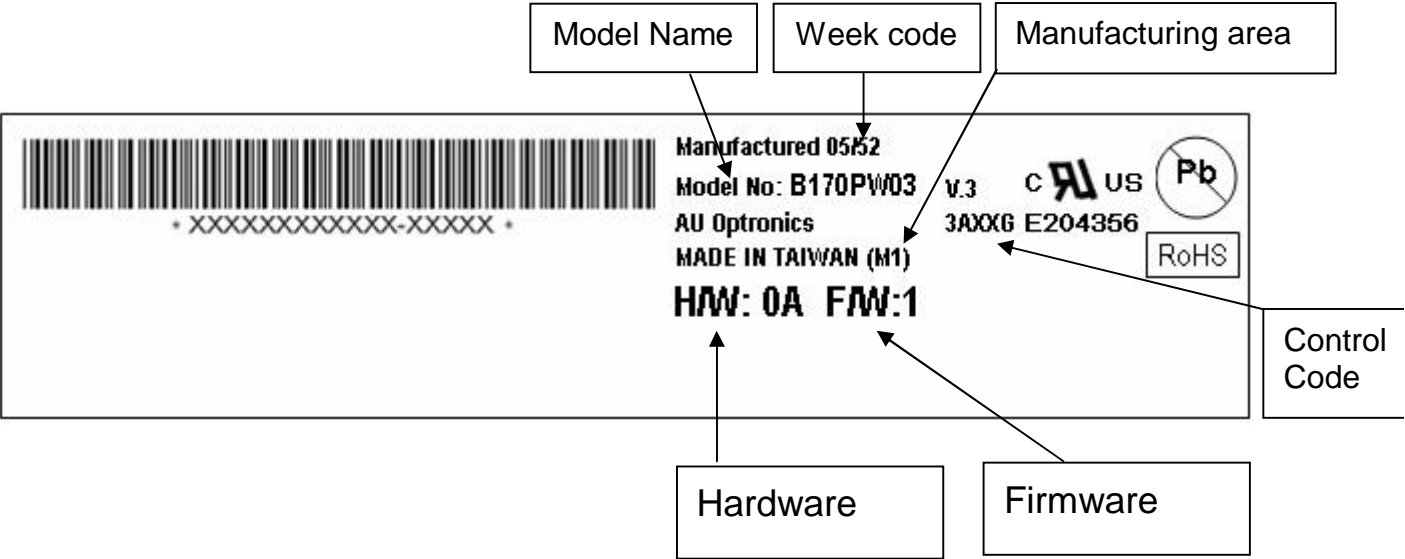 Model Name
Week code
Manufacturing area
Manufactured 05/52
Model No: B170PW03 V.3
C RU US
Pb
AU Optronics 3AXXG E204356
* XXXXXXXXXXXX-XXXXX *
MADE IN TAIWAN (M1)
RoHS
H/W: 0A F/W:1
Control
Code
Hardware
Firmware